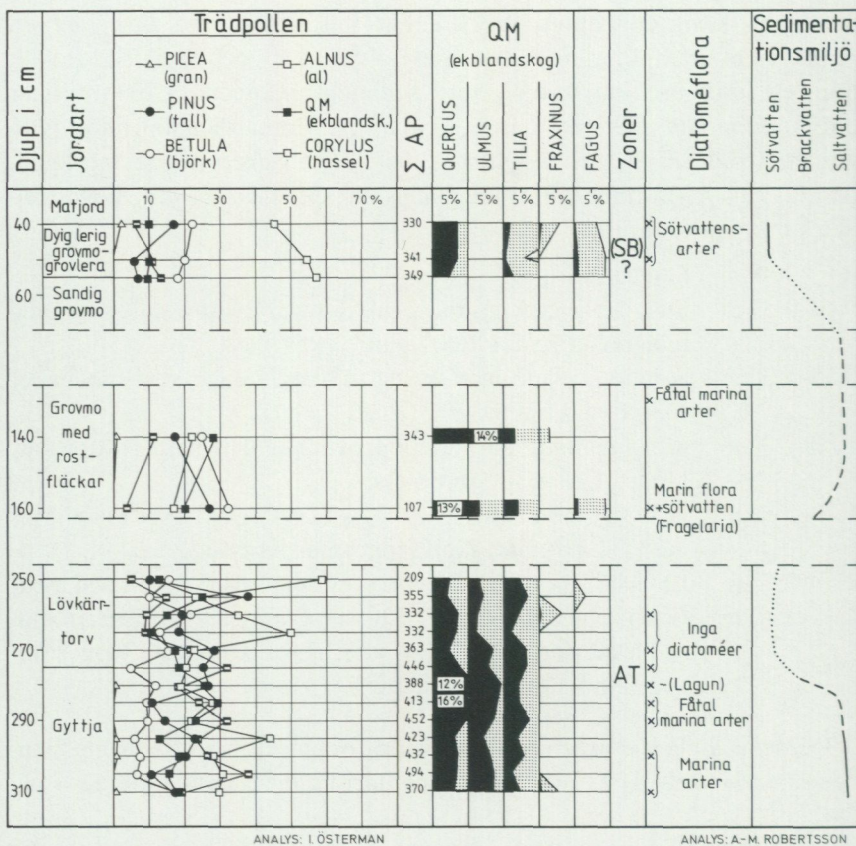 Djup i cm
Jordart
Trädpollen
PICEA
(gran)
PINUS
(tall)
BETULA
(björk)
ALNUS
(al)
QM
(ekblandsk.)
CORYLUS
(hassel)
Σ AP
QM
(ekblandskog)
QUERCUS
ULMUS
TILIA
FRAXINUS
FAGUS
Zoner
Diatoméflora
Sedimenta-
tionsmiljö
Sötvatten
Brackvatten
Saltvatten
10 30 50 70 %
5% 5% 5% 5% 5%
Matjord
40
Dyig lerig
grovmo-
grovlera
60
Sandig
grovmo
330
341
349
(SB)
?
Sötvattens-
arter
Grovmo
med
rost-
fläckar
140
160
343
14%
107
13%
Fåtal marina
arter
Marin flora
+sötvatten
(Fragelaria)
250
Lövkärr-
torv
270
Gyttja
290
310
209
355
332
332
363
446
388
413
452
423
432
494
370
12%
16%
AT
Inga
diatoméer
~(Lagun)
Fåtal
marina arter
Marina
arter
ANALYS: I. ÖSTERMAN
ANALYS: A.-M. ROBERTSSON